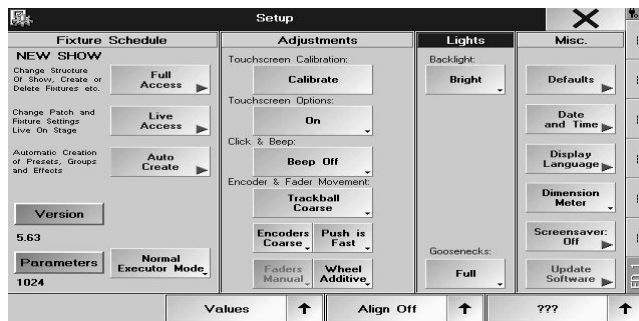 Setup
Fixture Schedule
NEW SHOW
Change Structure
Of Show, Create or
Delete Fixtures etc.
Full
Access
Change Patch and
Fixture Settings
Live On Stage
Live
Access
Automatic Creation
of Presets, Groups
and Effects
Auto
Create
Version
5.63
Parameters
1024
Normal
Executor Mode
Adjustments
Touchscreen Calibration:
Calibrate
Touchscreen Options:
On
Click & Beep:
Beep Off
Encoder & Fader Movement:
Trackball
Coarse
Encoders
Coarse
Push is
Fast
Faders
Manual
Wheel
Additive
Lights
Backlight:
Bright
Goosenecks:
Full
Misc.
Defaults
Date
and Time
Display
Language
Dimension
Meter
Screensaver:
Off
Update
Software
Values
Align Off
???